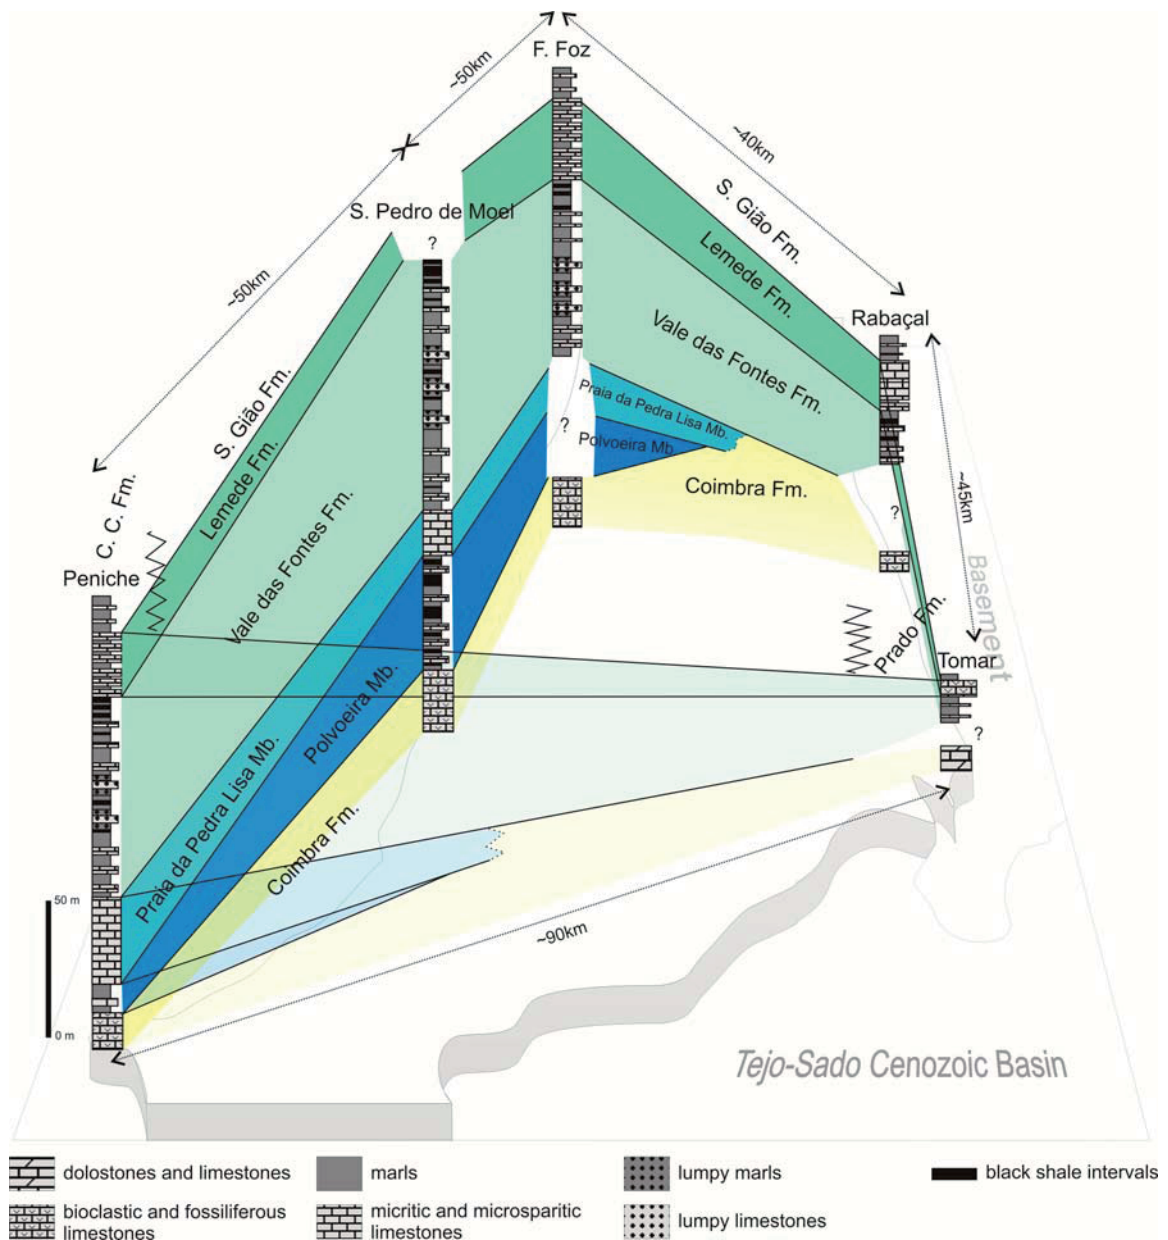 F. Foz
~50km
~40km
S. Pedro de Moel
?
S. Gião Fm.
Lemede Fm.
Vale das Fontes Fm.
Rabaçal
~50km
S. Gião Fm.
Lemede Fm.
Vale das Fontes Fm.
Praia da Pedra Lisa Mb.
Polvoeira Mb.
?
Coimbra Fm.
?
~45km
Basement
C. C. Fm.
Peniche
Prado Fm.
Tomar
?
Praia da Pedra Lisa Mb.
Polvoeira Mb.
Coimbra Fm.
50 m
0 m
~90km
Tejo-Sado Cenozoic Basin
dolostones and limestones
marls
lumpy marls
black shale intervals
bioclastic and fossiliferous
limestones
micritic and microsparitic
limestones
lumpy limestones